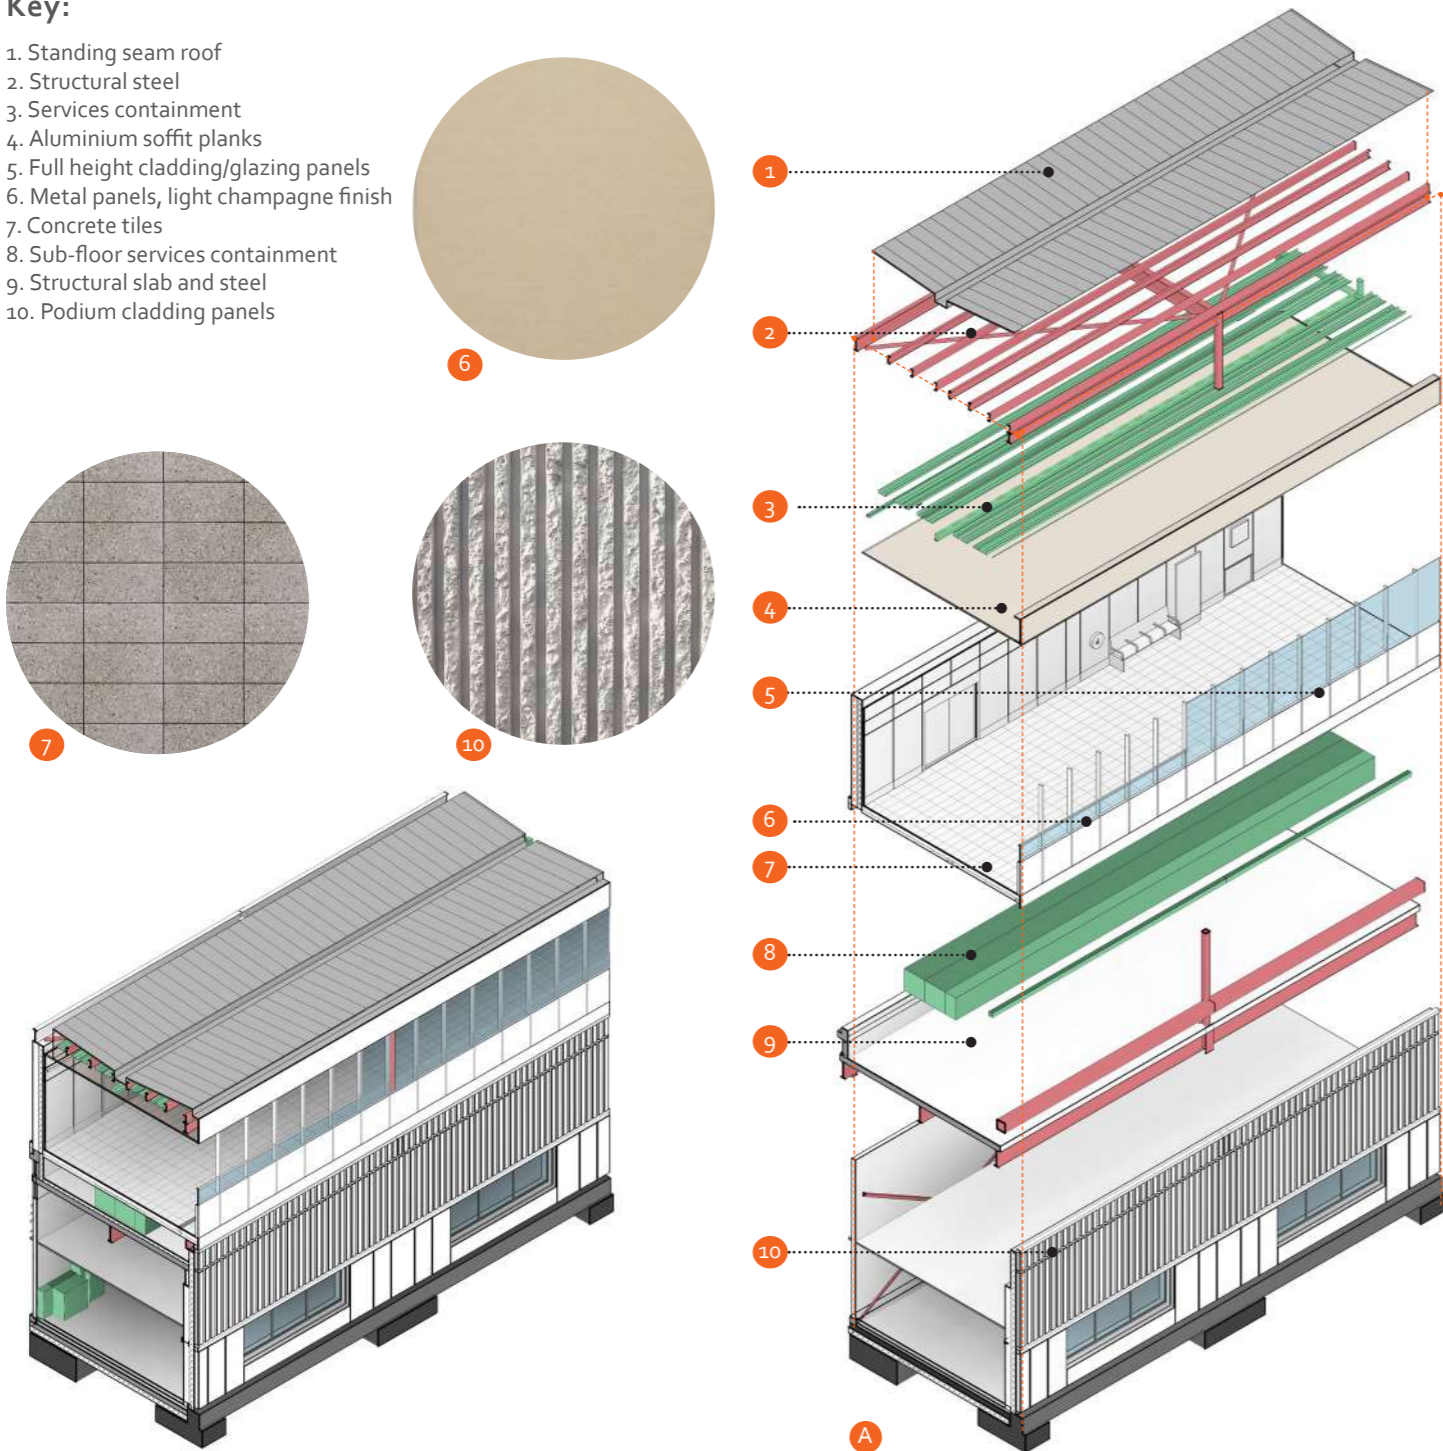 Key:
1. Standing seam roof
2. Structural steel
3. Services containment
4. Aluminium soffit planks
5. Full height cladding/glazing panels
6. Metal panels, light champagne finish
7. Concrete tiles
8. Sub-floor services containment
9. Structural slab and steel
10. Podium cladding panels
6
7
10
1
2
3
4
5
6
7
8
9
10
A